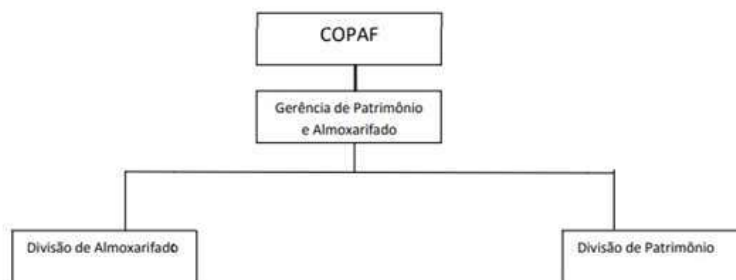 COPAF
Gerência de Patrimônio
e Almoxarifado
Divisão de Almoxarifado
Divisão de Patrimônio